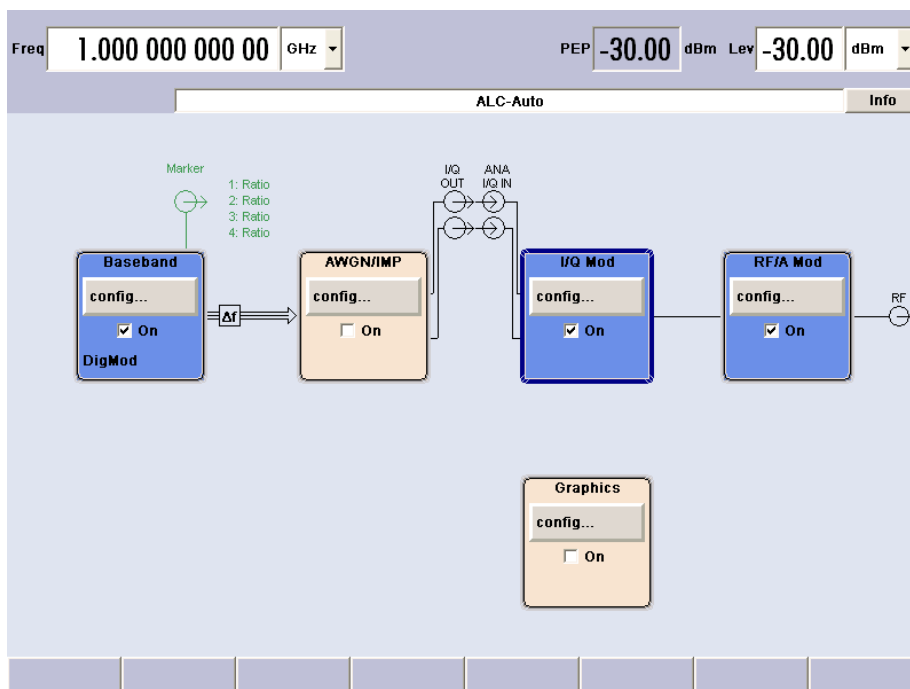 Freq 1.000 000 000 00 GHz PEP -30.00 dBm Lev -30.00 dBm
ALC-Auto Info
Marker
1: Ratio
2: Ratio
3: Ratio
4: Ratio
I/Q OUT
ANA I/Q IN
Baseband
config...
On
DigMod
Δf
AWGN/IMP
config...
On
I/Q Mod
config...
On
RF/A Mod
config...
On
RF
Graphics
config...
On